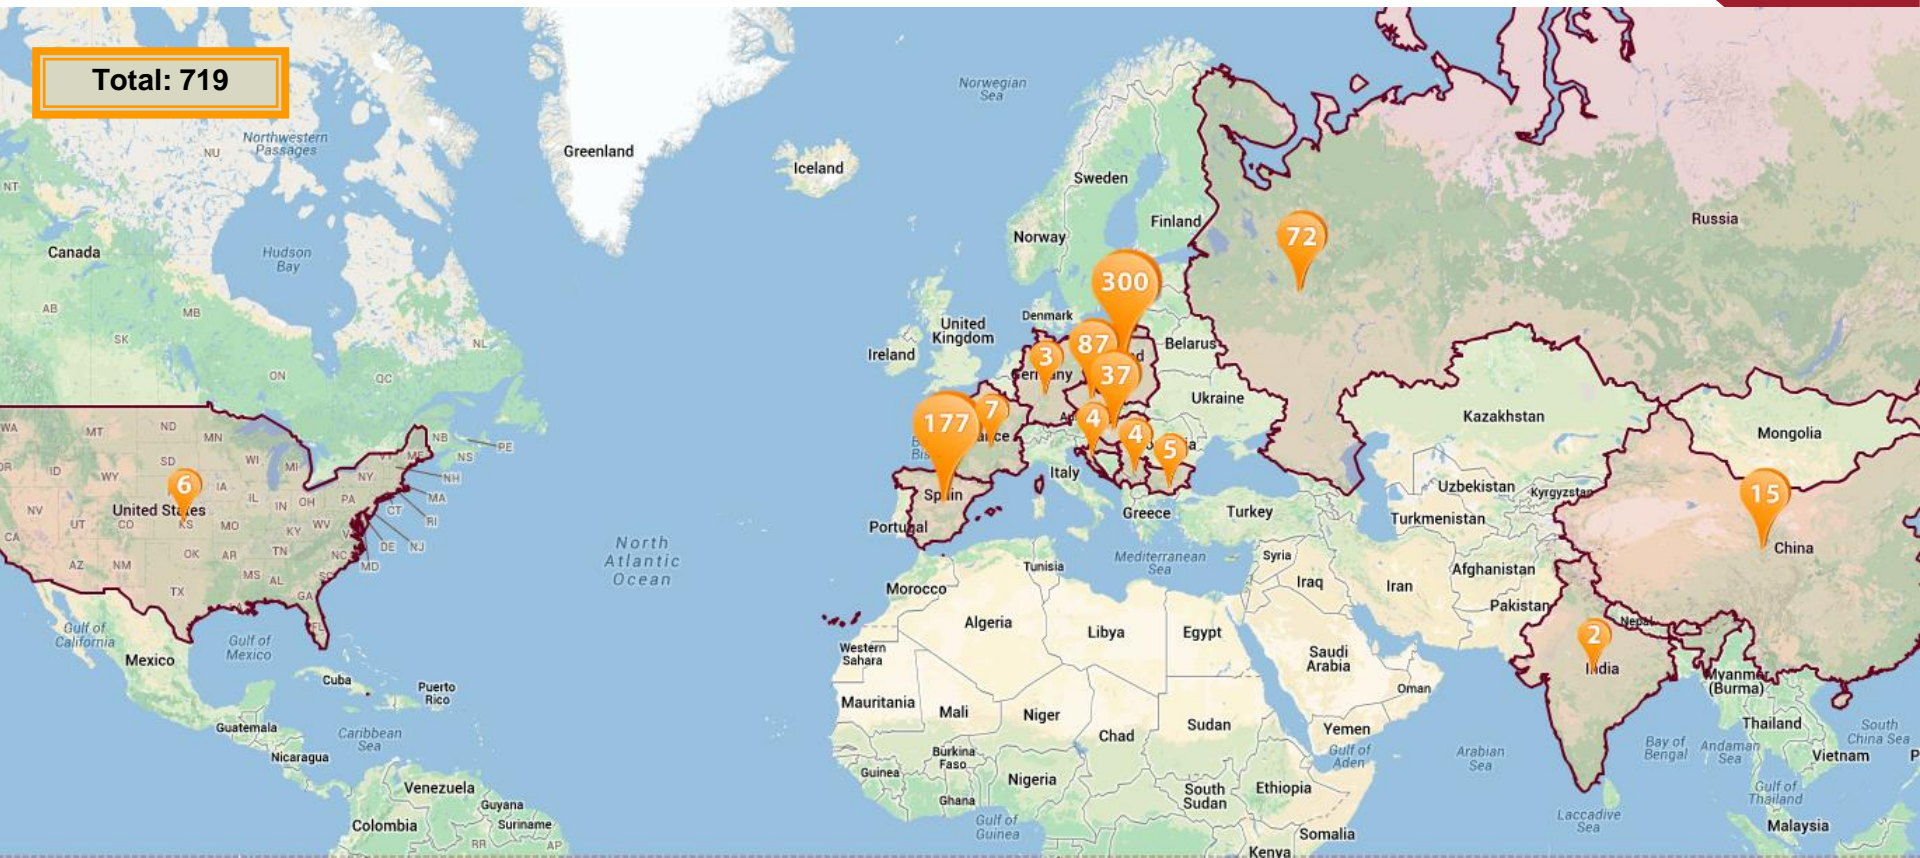 Total: 719
Northwestern
Passages
NU
NT
Canada
Hudson
Bay
AB
SK
MB
ON
QC
NL
NB
PE
NS
NH
MA
RI
CT
NJ
DE
MD
WA
MT
ND
MN
SD
WI
MI
ID
WY
IA
NY
VT
ME
IL
IN
OH
PA
NV
UT
CO
KS
MO
KY
WV
CA
AZ
NM
OK
AR
TN
NC
MS
AL
SC
TX
GA
LA
FL
United States
6
Gulf of
California
Mexico
Gulf of
Mexico
Cuba
Puerto
Rico
Guatemala
Caribbean
Sea
Nicaragua
Venezuela
Guyana
Suriname
Colombia
RR
AP
Greenland
Iceland
Norwegian
Sea
Sweden
Finland
Norway
Denmark
United
Kingdom
Ireland
Belarus
Ukraine
Germany
300
87
37
3
7
177
4
4
5
72
Spain
Portugal
Italy
Greece
Turkey
Russia
Kazakhstan
Mongolia
Uzbekistan
Kyrgyzstan
Turkmenistan
15
China
North
Atlantic
Ocean
Mediterranean
Sea
Tunisia
Morocco
Syria
Iraq
Iran
Afghanistan
Pakistan
Nepal
2
India
Algeria
Libya
Egypt
Western
Sahara
Saudi
Arabia
Oman
Mauritania
Mali
Niger
Chad
Sudan
Yemen
Gulf of
Aden
Burkina
Faso
Guinea
Ghana
Nigeria
Gulf of
Guinea
South
Sudan
Ethiopia
Somalia
Kenya
Arabian
Sea
Laccadive
Sea
Bay of
Bengal
Andaman
Sea
Myanmar
(Burma)
Thailand
Vietnam
South
China Sea
Gulf of
Thailand
Malaysia